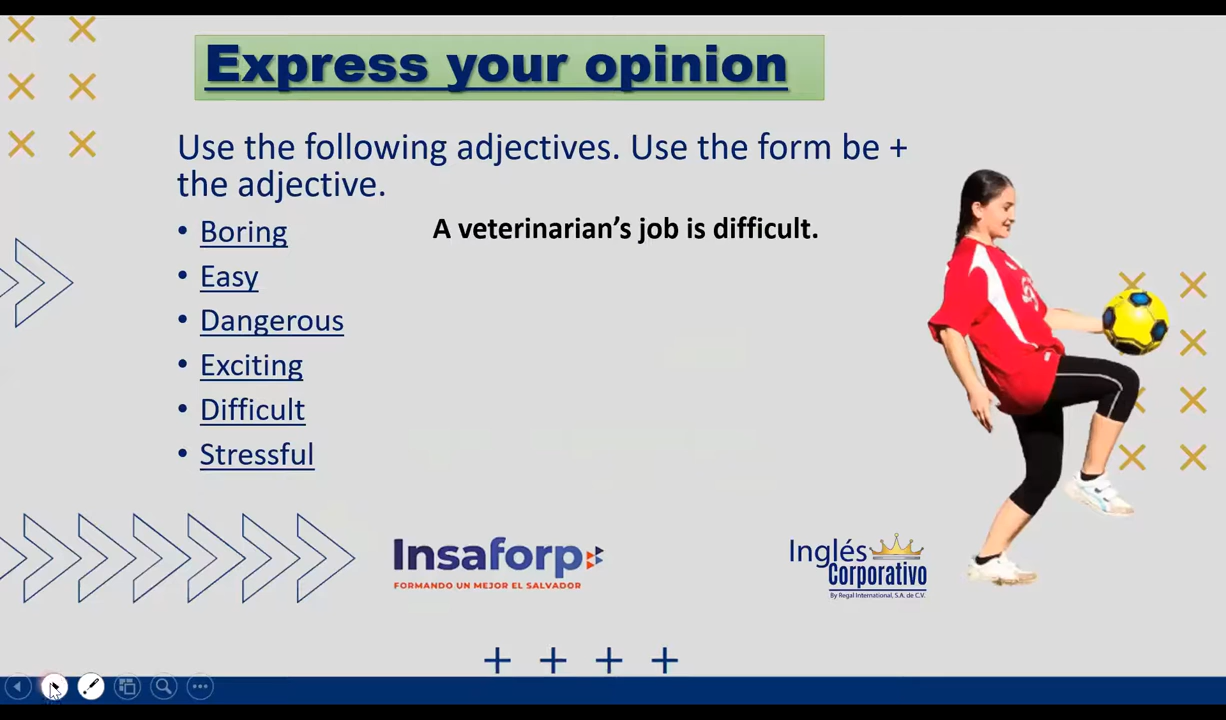 Express your opinion
Use the following adjectives. Use the form be +
the adjective.
• Boring
A veterinarian’s job is difficult.
• Easy
• Dangerous
• Exciting
• Difficult
• Stressful
Insaforp
FORMANDO UN MEJOR EL SALVADOR
Inglés
Corporativo
By Regal International, S.A. de C.V.